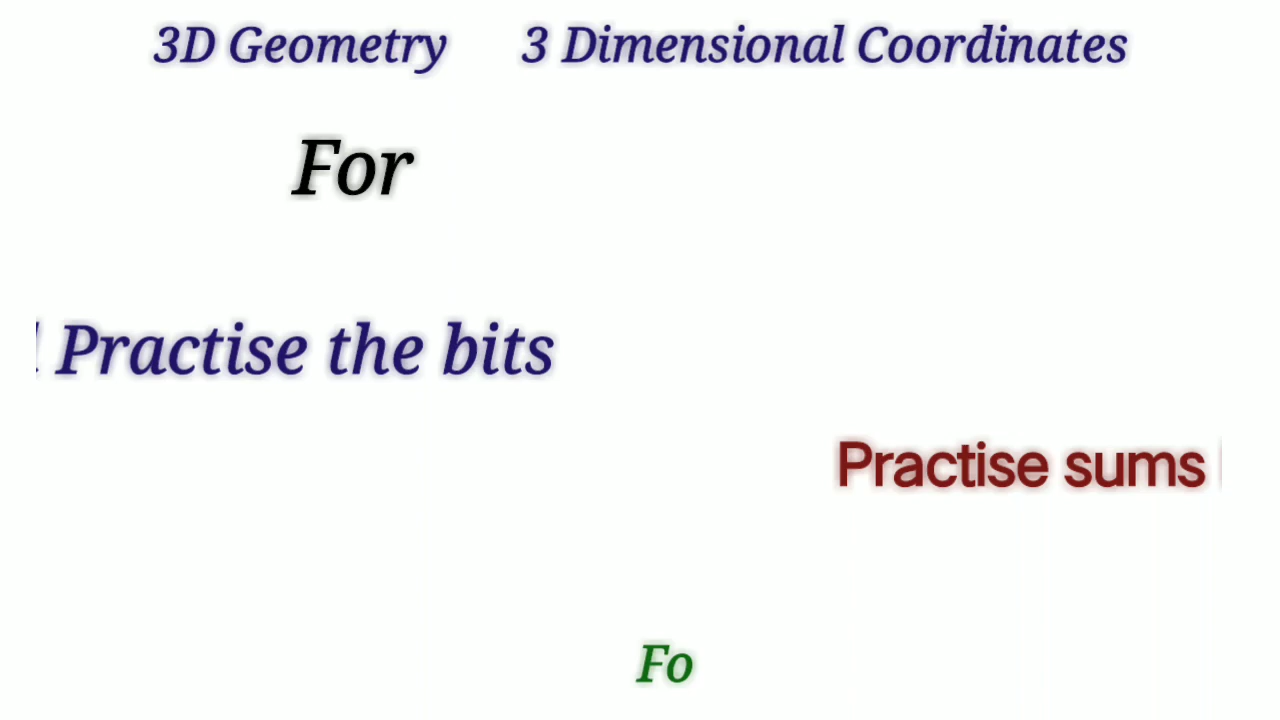 3D Geometry 3 Dimensional Coordinates
For
Practise the bits
Practise sums
Fo